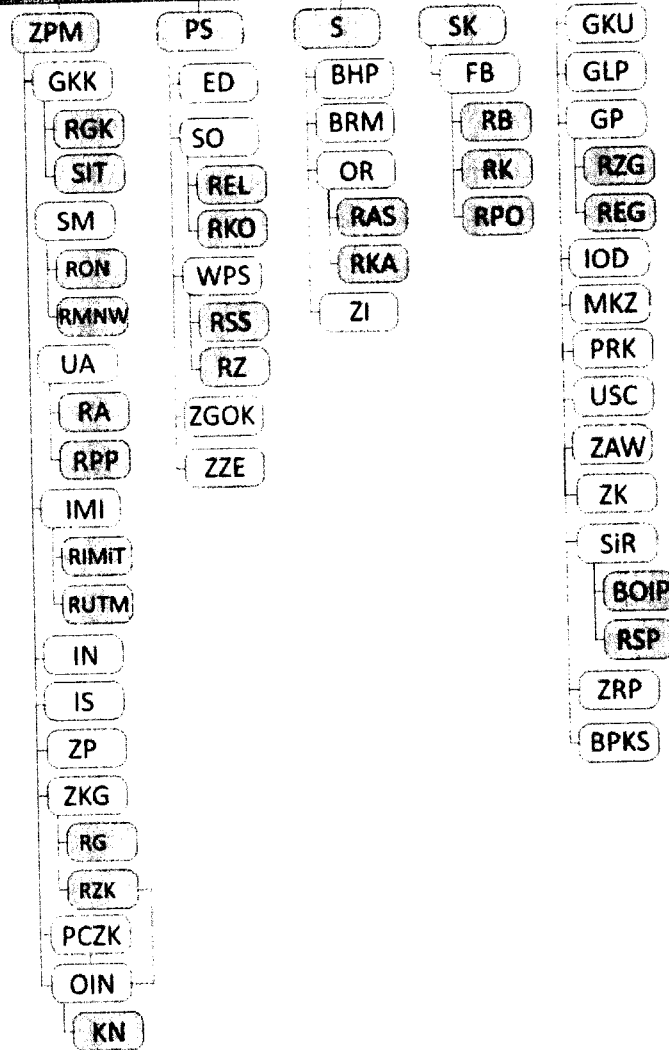 ZPM
GKK
RGK
SIT
SM
RON
RMNW
UA
RA
RPP
IMI
RIMiT
RUTM
IN
IS
ZP
ZKG
RG
RZK
PCZK
OIN
KN
PS
ED
SO
REL
RKO
WPS
RSS
RZ
ZGOK
ZZE
S
BHP
BRM
OR
RAS
RKA
ZI
SK
FB
RB
RK
RPO
GKU
GLP
GP
RZG
REG
IOD
MKZ
PRK
USC
ZAW
ZK
SiR
BOIP
RSP
ZRP
BPKS